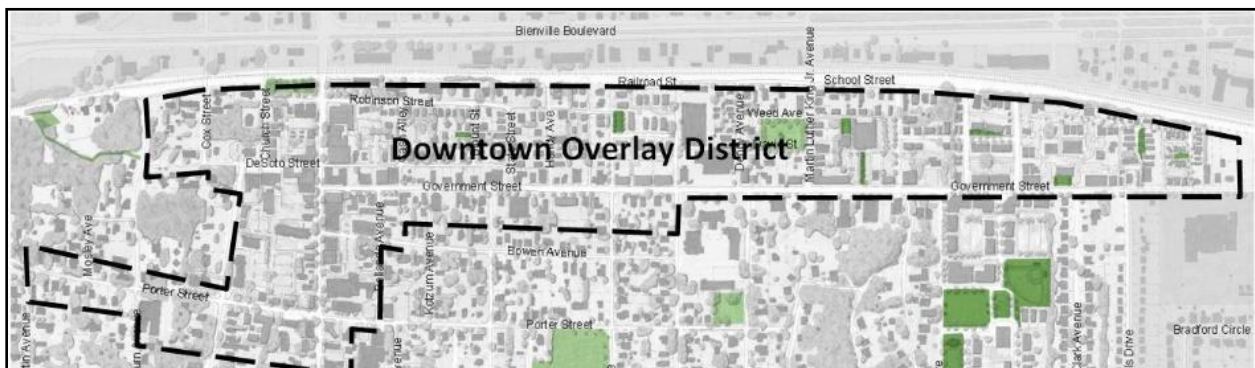 Bienville Boulevard
Railroad St
School Street
Martin Luther King Jr. Avenue
Robinson Street
Cox Street
Church Street
Weed Ave
DeSoto Street
Downtown Overlay District
Government Street
Government Street
Mosley Ave
Bowen Avenue
Kotzum Avenue
Porter Street
Porter Street
Clark Avenue
Bradford Circle
Avenue